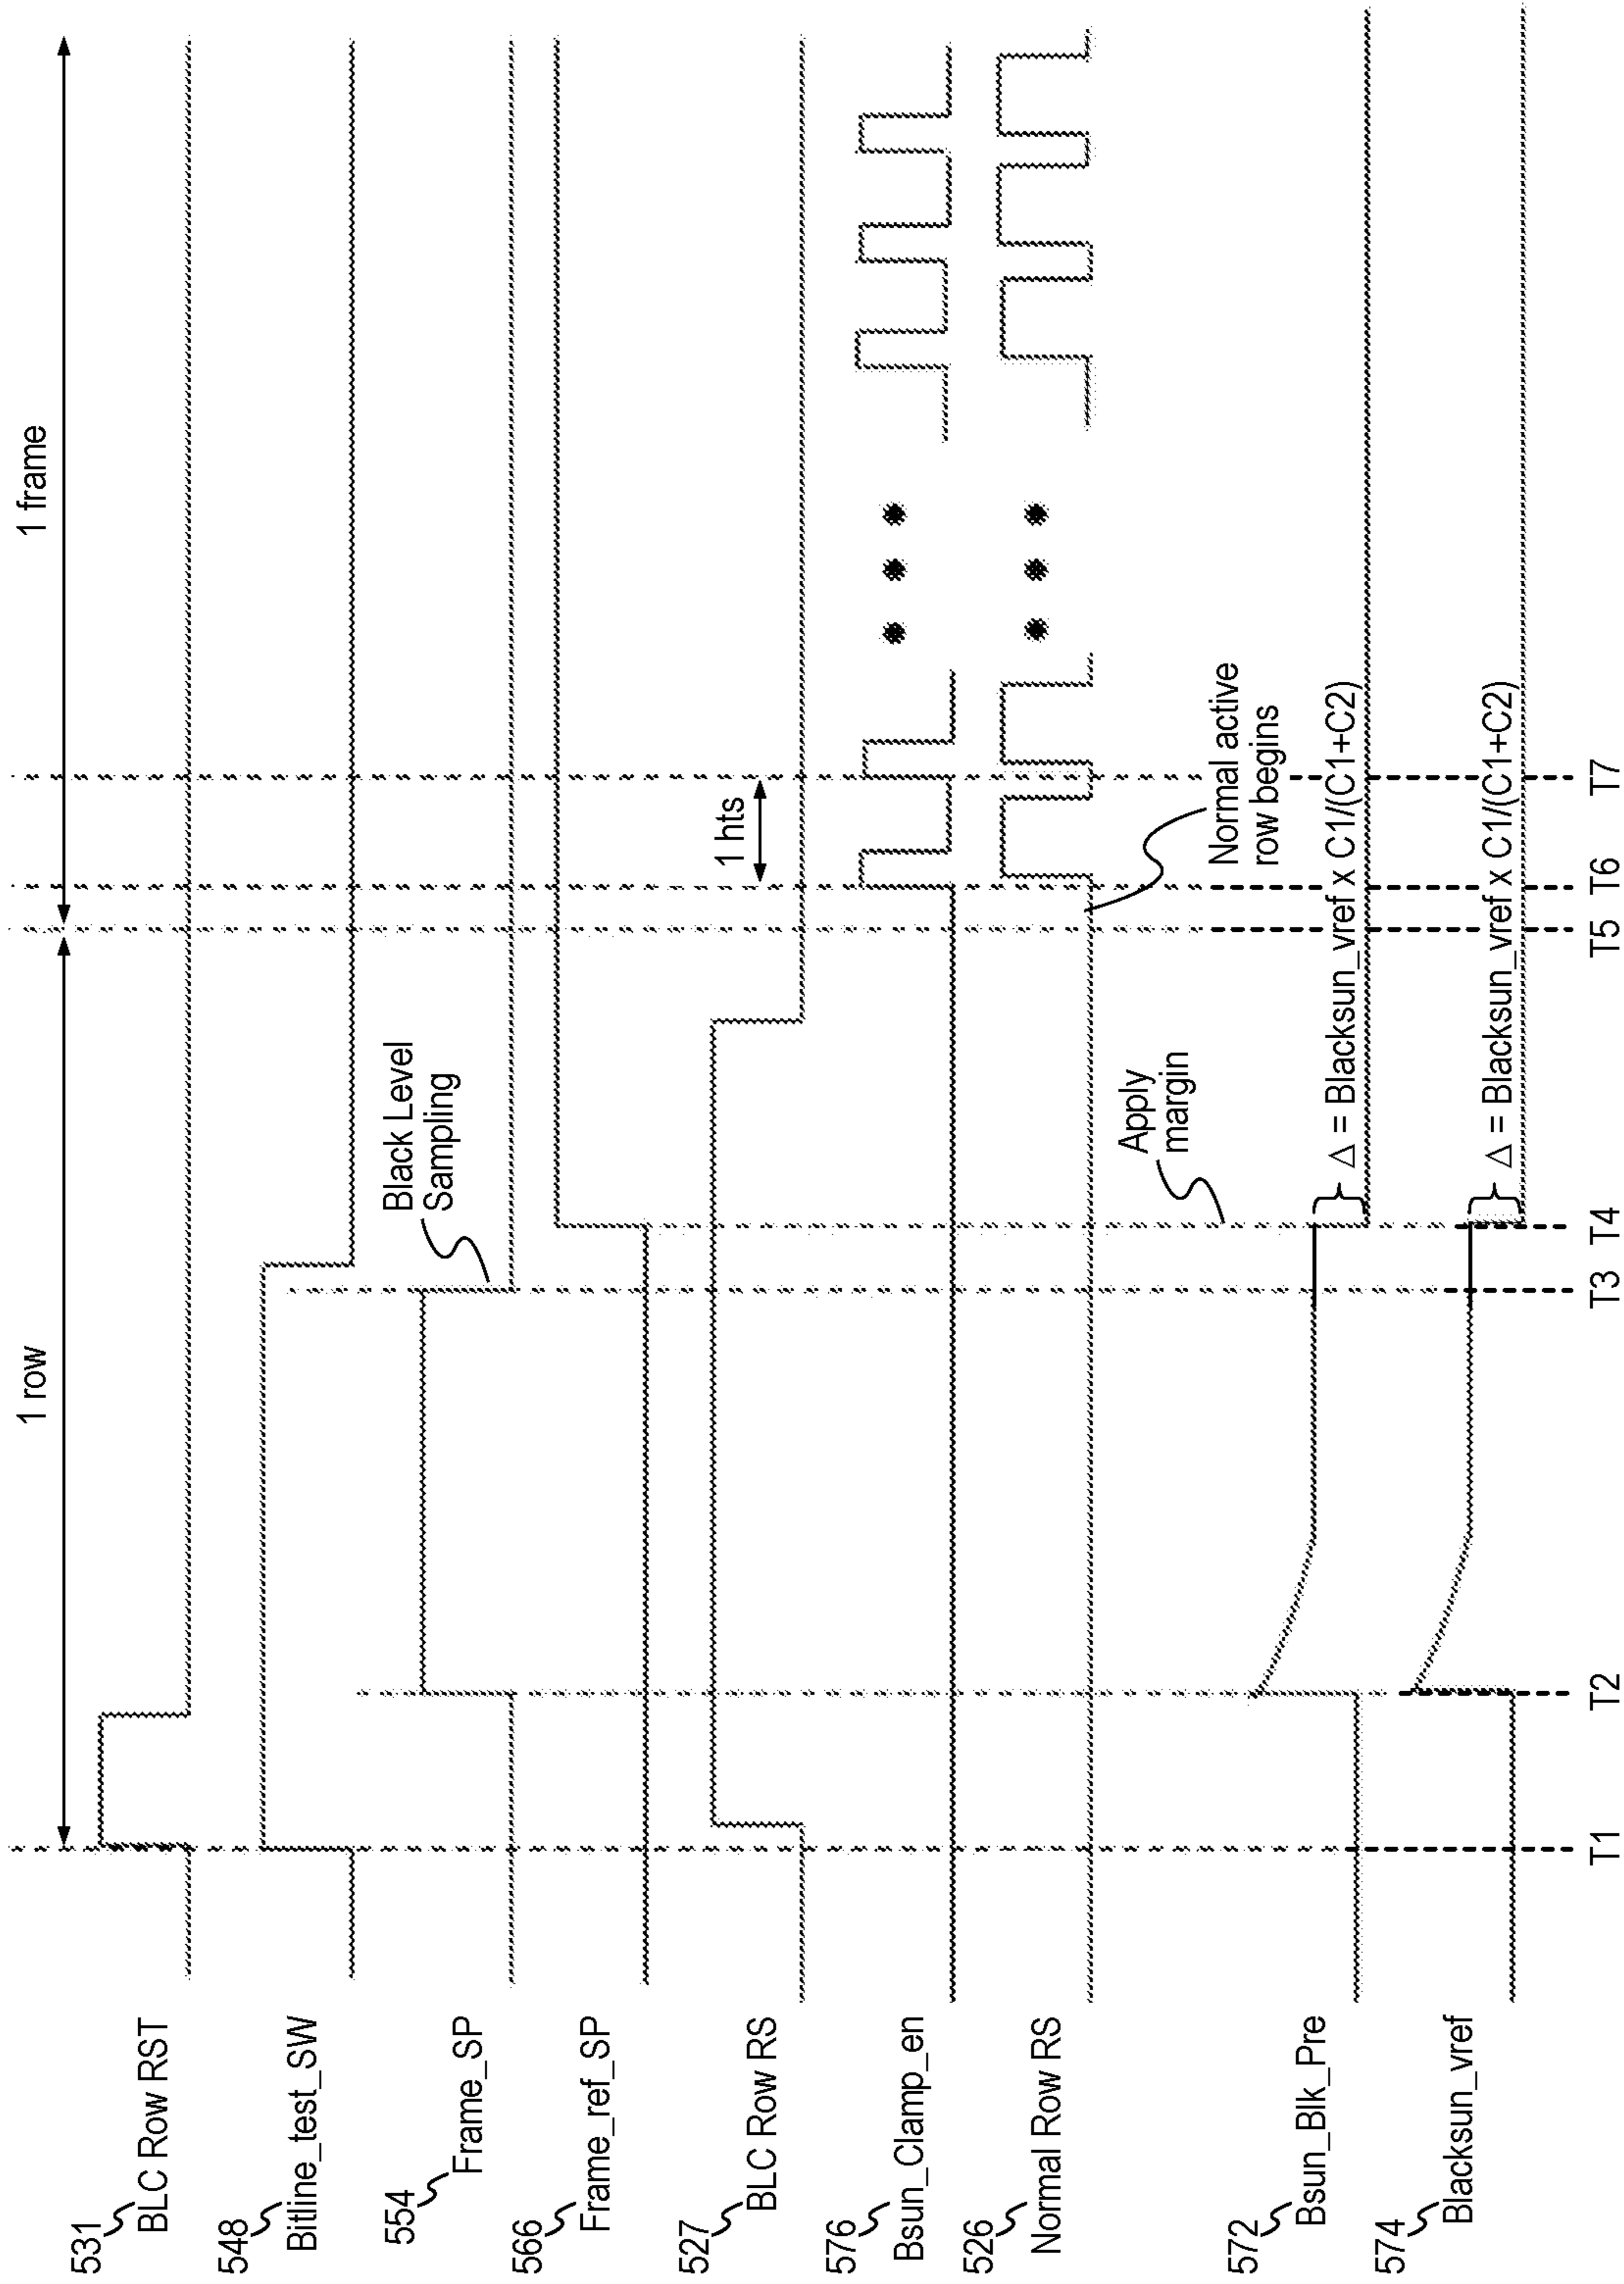 1 row
1 frame
531
BLC Row RST
548
Bitline_test_SW
Black Level
Sampling
554
Frame_SP
566
Frame_ref_SP
527
BLC Row RS
1 hts
576
Bsun_Clamp_en
526
Normal Row RS
Apply
margin
Normal active
row begins
572
Bsun_Blk_Pre
△ = Blacksun_vref x C1/(C1+C2)
574
Blacksun_vref
△ = Blacksun_vref x C1/(C1+C2)
T1
T2
T3
T4
T5
T6
T7